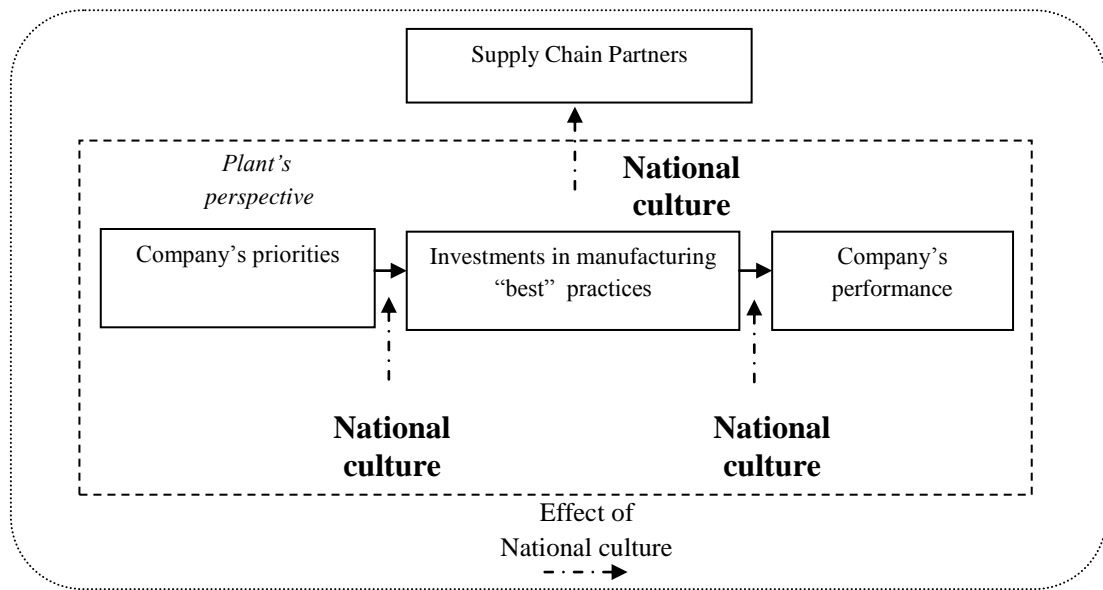 Supply Chain Partners
Plant’s
perspective
National
culture
Company’s priorities
Investments in manufacturing
“best” practices
Company’s
performance
National
culture
National
culture
Effect of
National culture